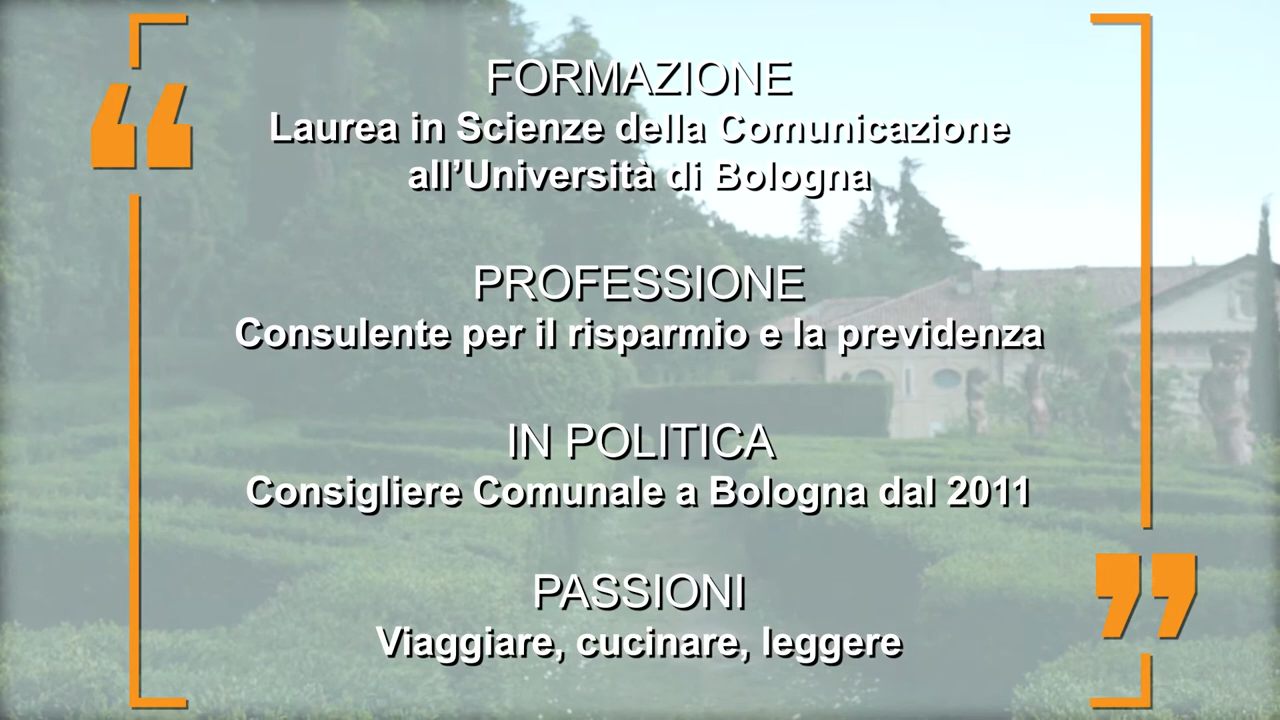 FORMAZIONE
Laurea in Scienze della Comunicazione
all’Università di Bologna
PROFESSIONE
Consulente per il risparmio e la previdenza
IN POLITICA
Consigliere Comunale a Bologna dal 2011
PASSIONI
Viaggiare, cucinare, leggere